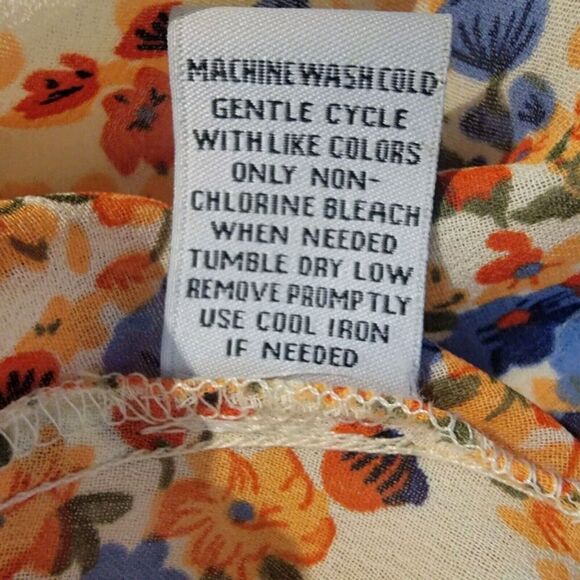 MACHINE WASH COLD
GENTLE CYCLE
WITH LIKE COLORS
ONLY NON-
CHLORINE BLEACH
WHEN NEEDED
TUMBLE DRY LOW
REMOVE PROMPTLY
USE COOL IRON
IF NEEDED